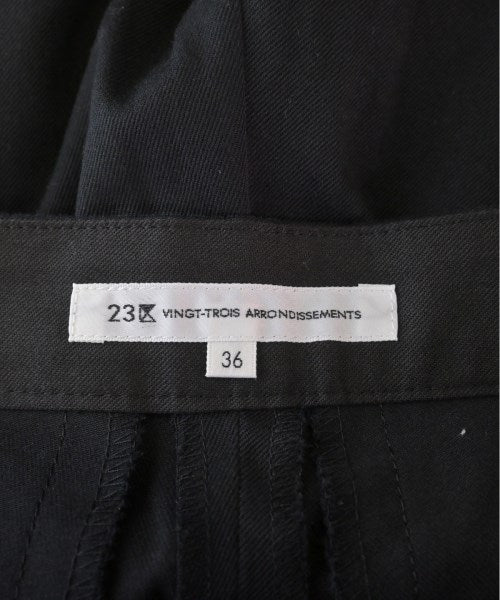 23区 VINGT-TROIS ARRONDISSEMENTS
36